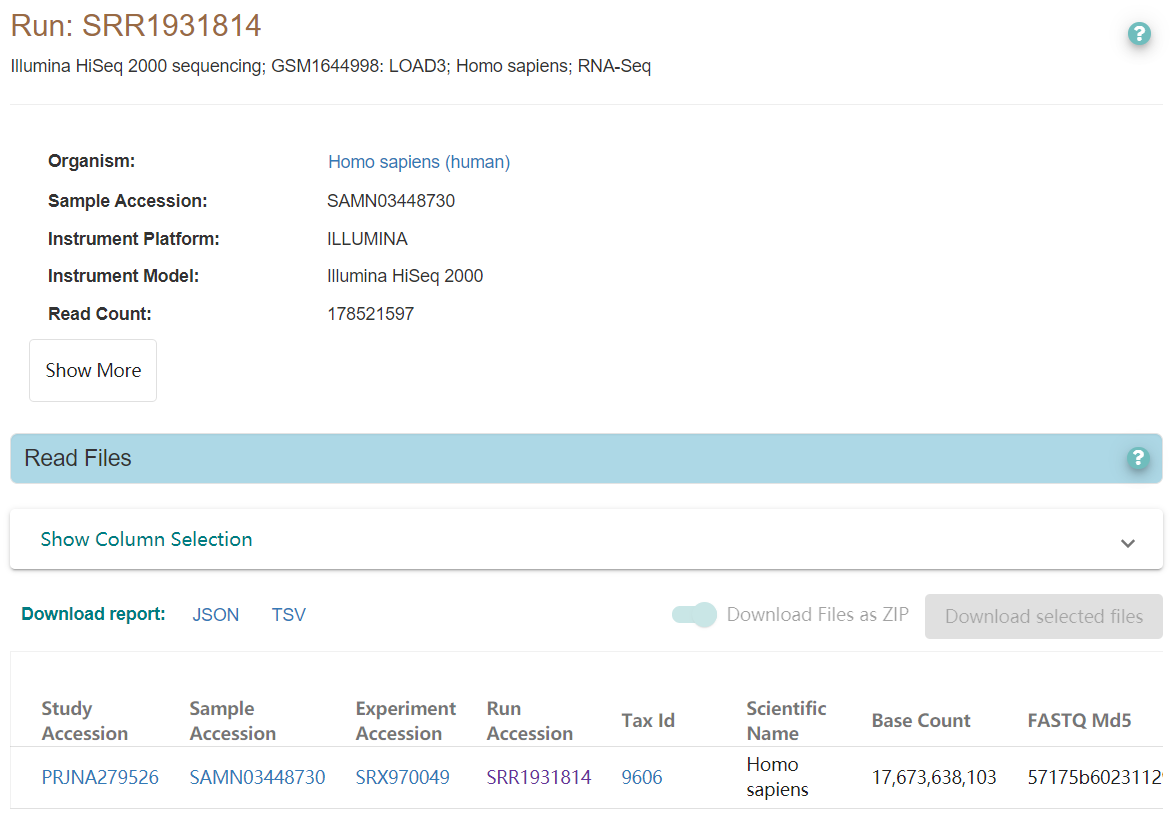 Run: SRR1931814
?
Illumina HiSeq 2000 sequencing; GSM1644998: LOAD3; Homo sapiens; RNA-Seq
Organism: Homo sapiens (human)
Sample Accession: SAMN03448730
Instrument Platform: ILLUMINA
Instrument Model: Illumina HiSeq 2000
Read Count: 178521597
Show More
Read Files ?
Show Column Selection
Download report: JSON TSV Download Files as ZIP Download selected files
Study Accession Sample Accession Experiment Accession Run Accession Tax Id Scientific Name Base Count FASTQ Md5
PRJNA279526 SAMN03448730 SRX970049 SRR1931814 9606 Homo sapiens 17,673,638,103